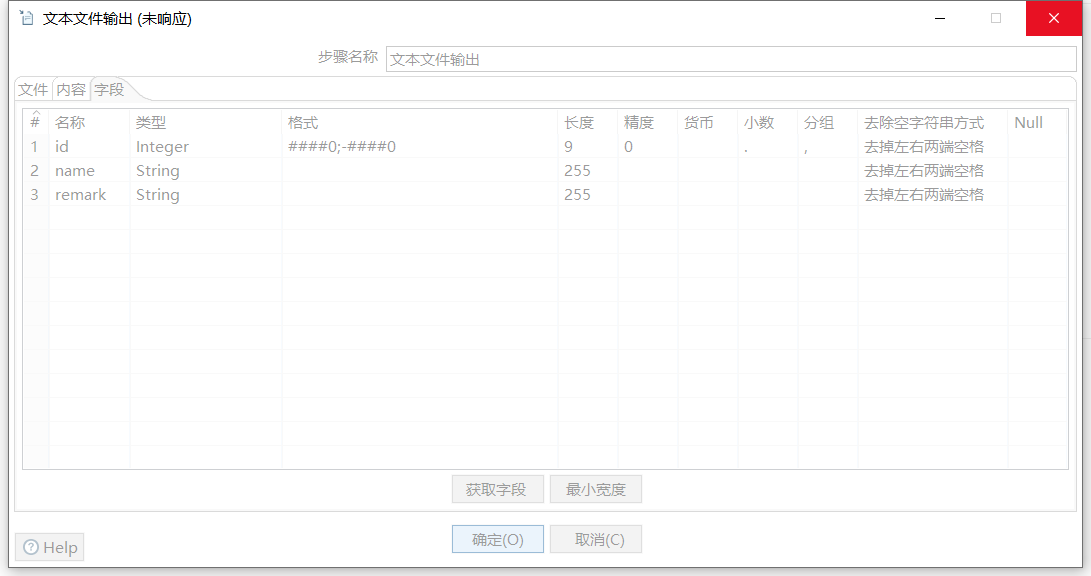 文本文件输出 (未响应)
步骤名称 文本文件输出
文件 内容 字段
# 名称 类型 格式 长度 精度 货币 小数 分组 去除空字符串方式 Null
1 id Integer ####0;-####0 9 0 . , 去掉左右两端空格
2 name String 255 去掉左右两端空格
3 remark String 255 去掉左右两端空格
获取字段 最小宽度
确定(O) 取消(C)
Help